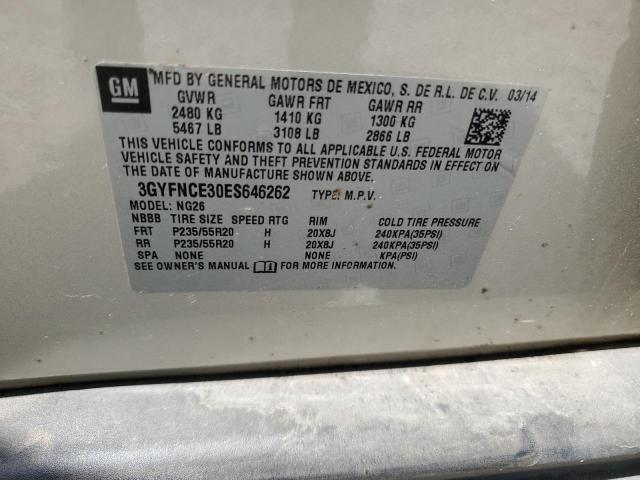 GM
MFD BY GENERAL MOTORS DE MEXICO, S. DE R.L. DE C.V. 03/14
GVWR GAWR FRT GAWR RR
2480 KG 1410 KG 1300 KG
5467 LB 3108 LB 2866 LB
THIS VEHICLE CONFORMS TO ALL APPLICABLE U.S. FEDERAL MOTOR
VEHICLE SAFETY AND THEFT PREVENTION STANDARDS IN EFFECT ON
THE DATE OF MANUFACTURE SHOWN ABOVE.
3GYFNCE30ES646262 TYPE: M.P.V.
MODEL: NG26
NBBB TIRE SIZE SPEED RTG RIM COLD TIRE PRESSURE
FRT P235/55R20 H 20X8J 240KPA(35PSI)
RR P235/55R20 H 20X8J 240KPA(35PSI)
SPA NONE NONE KPA(PSI)
SEE OWNER'S MANUAL FOR MORE INFORMATION.